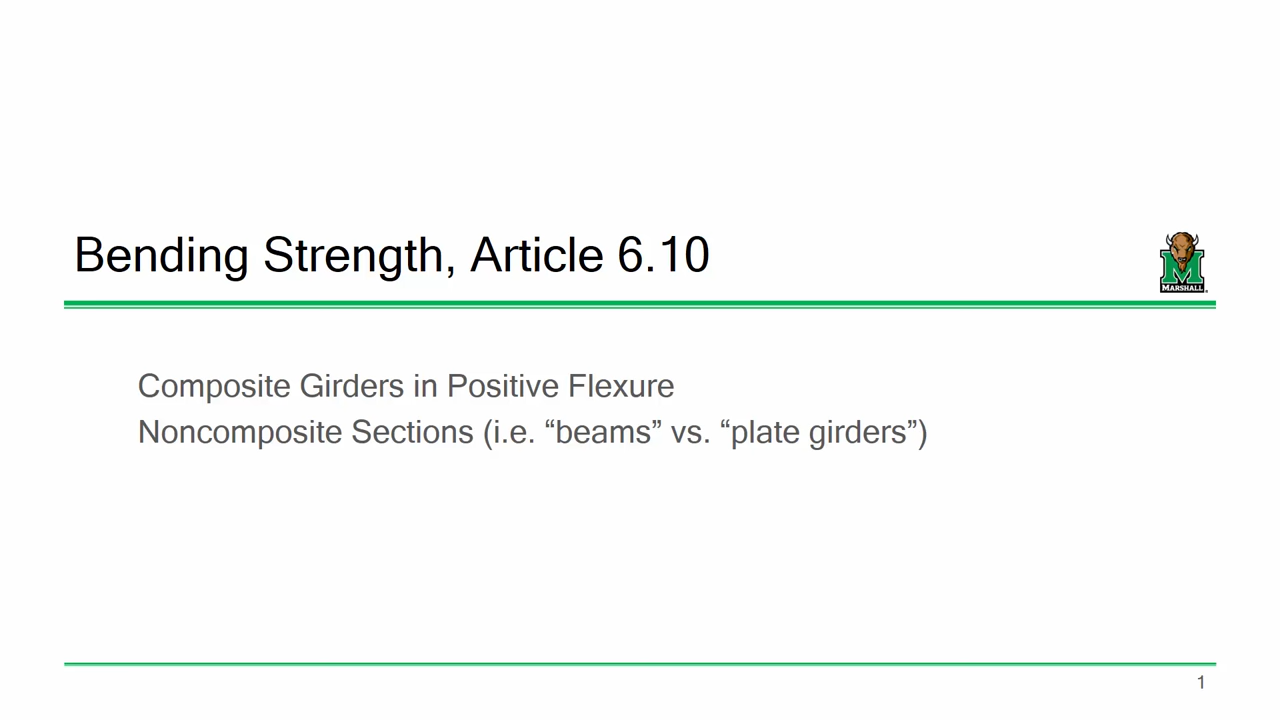 Bending Strength, Article 6.10
MARSHALL
Composite Girders in Positive Flexure
Noncomposite Sections (i.e. “beams” vs. “plate girders”)
1